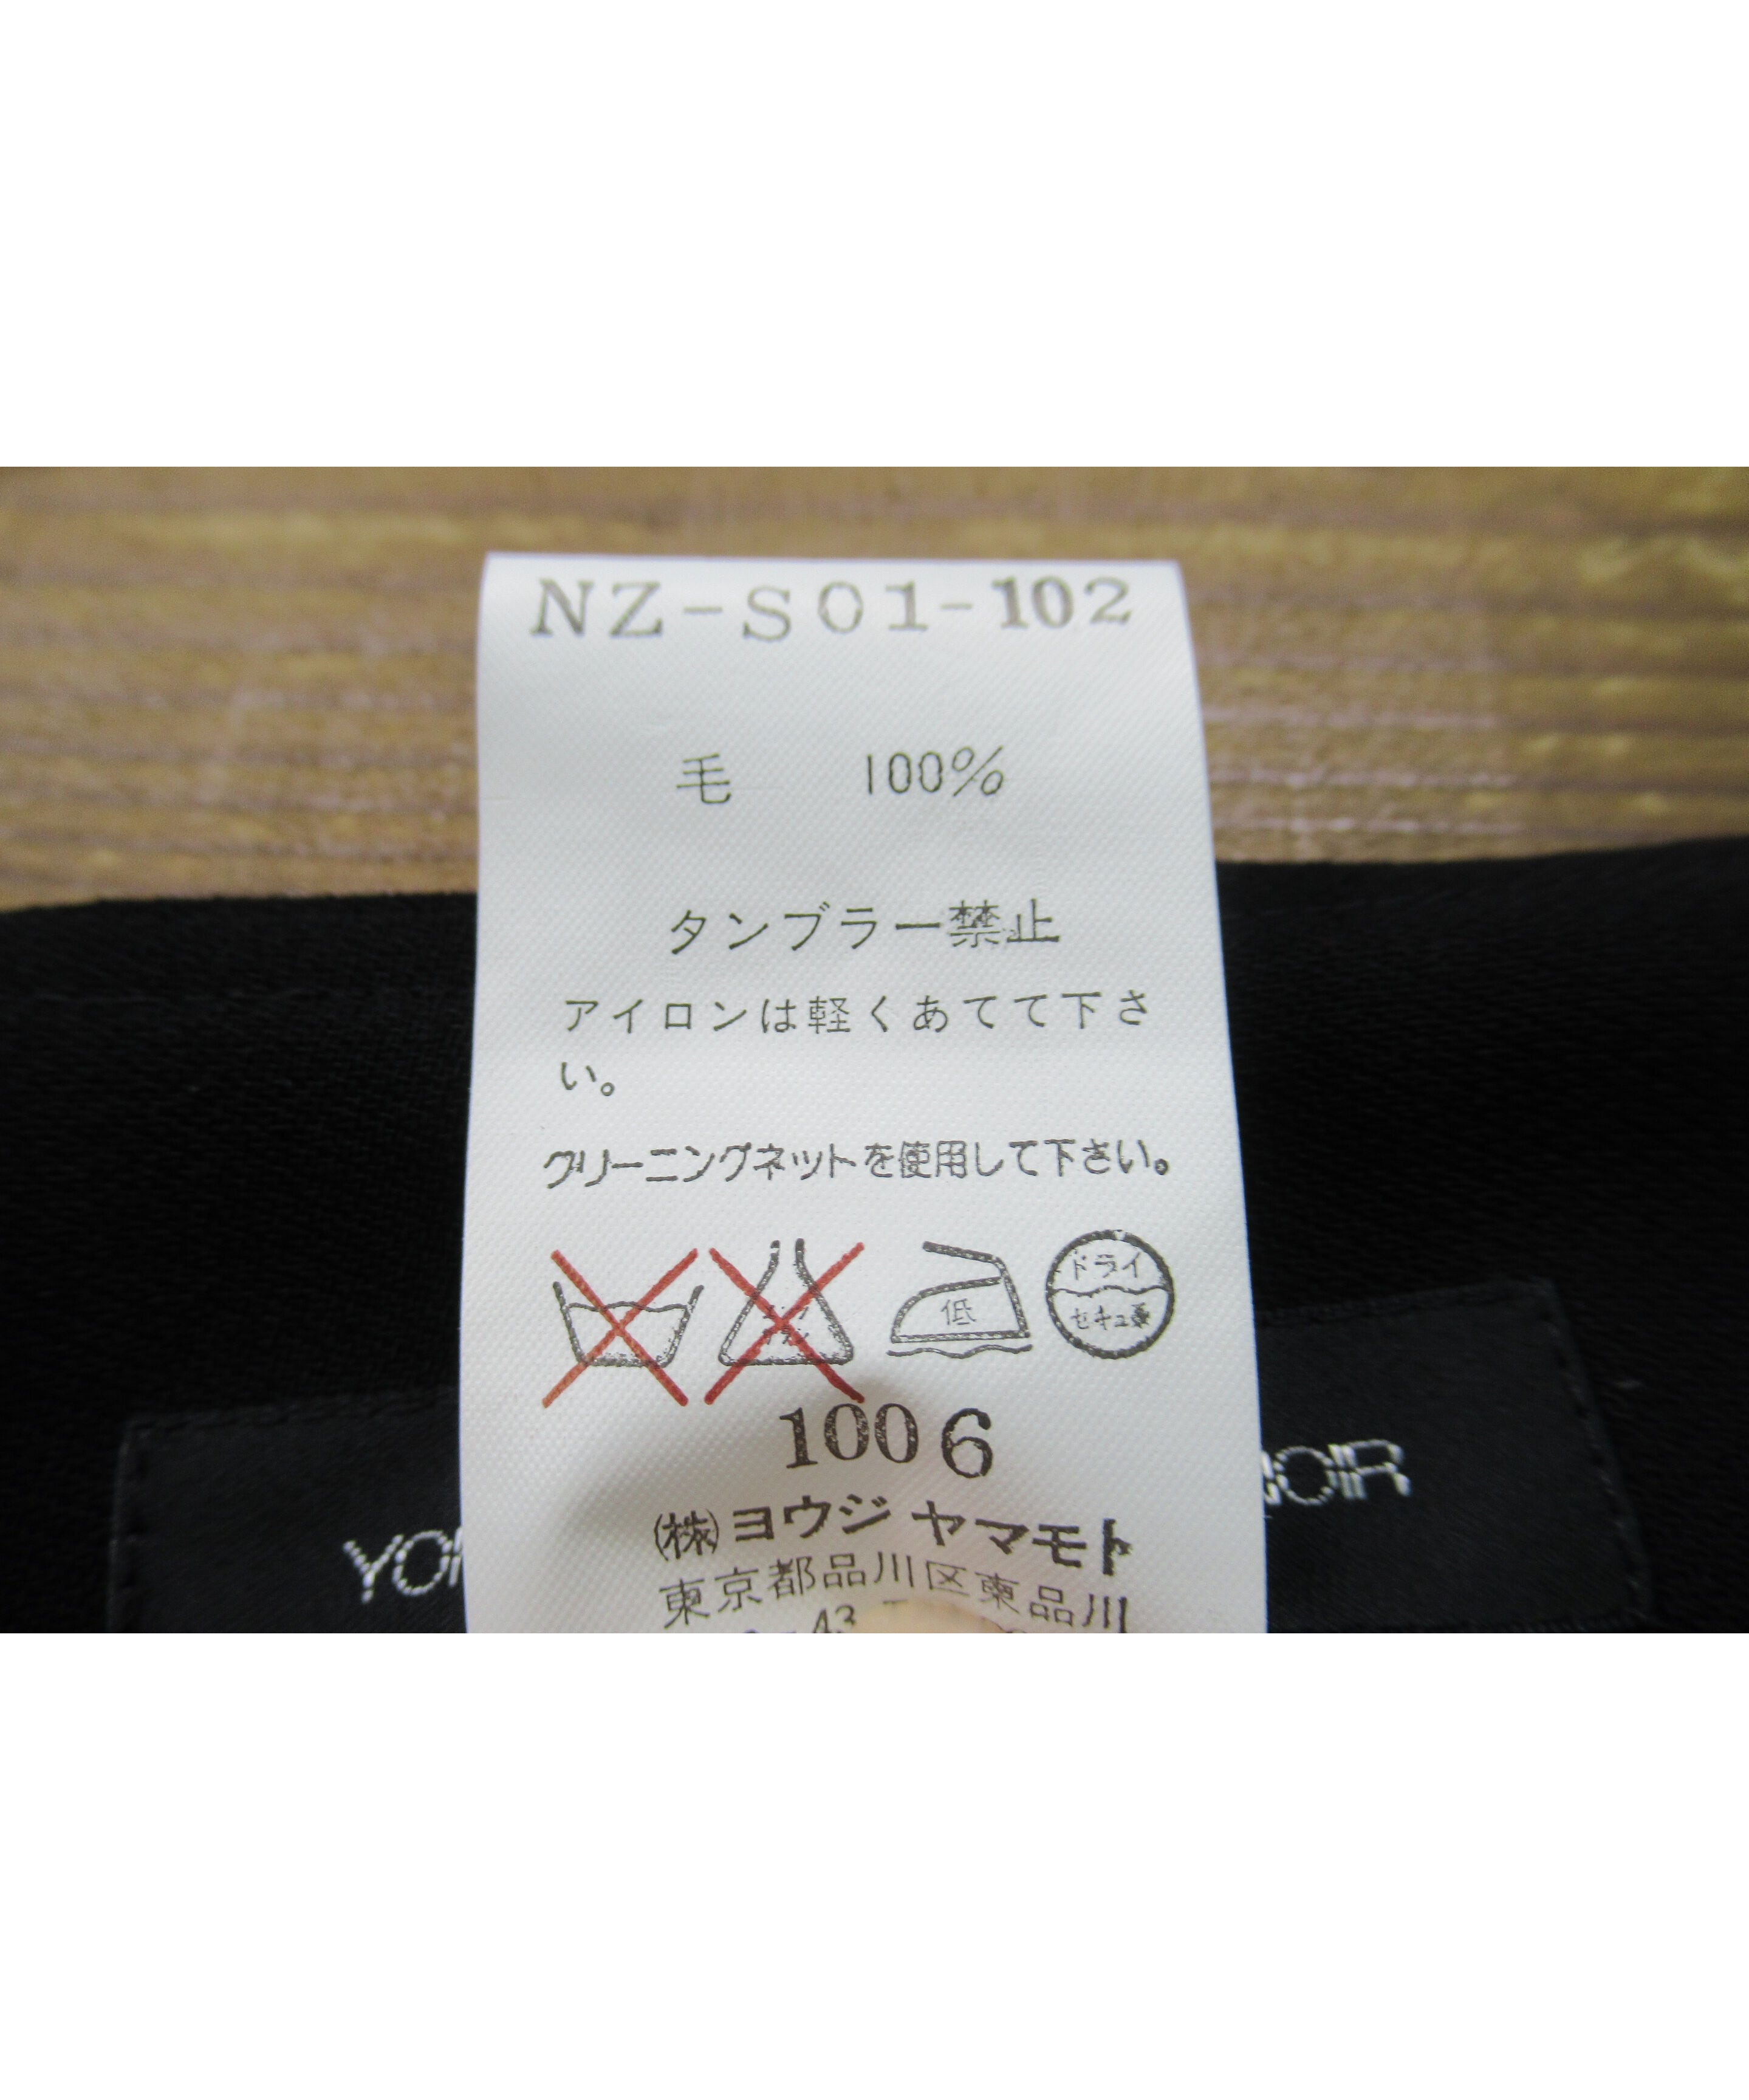 NZ-S01-102
毛 100%
タンブラー禁止
アイロンは軽くあてて下さ
い。
クリーニングネットを使用して下さい。
低
ドライ
セキユ系
1006
(株)ヨウジ ヤマモト
東京都品川区東品川
YO
NOIR